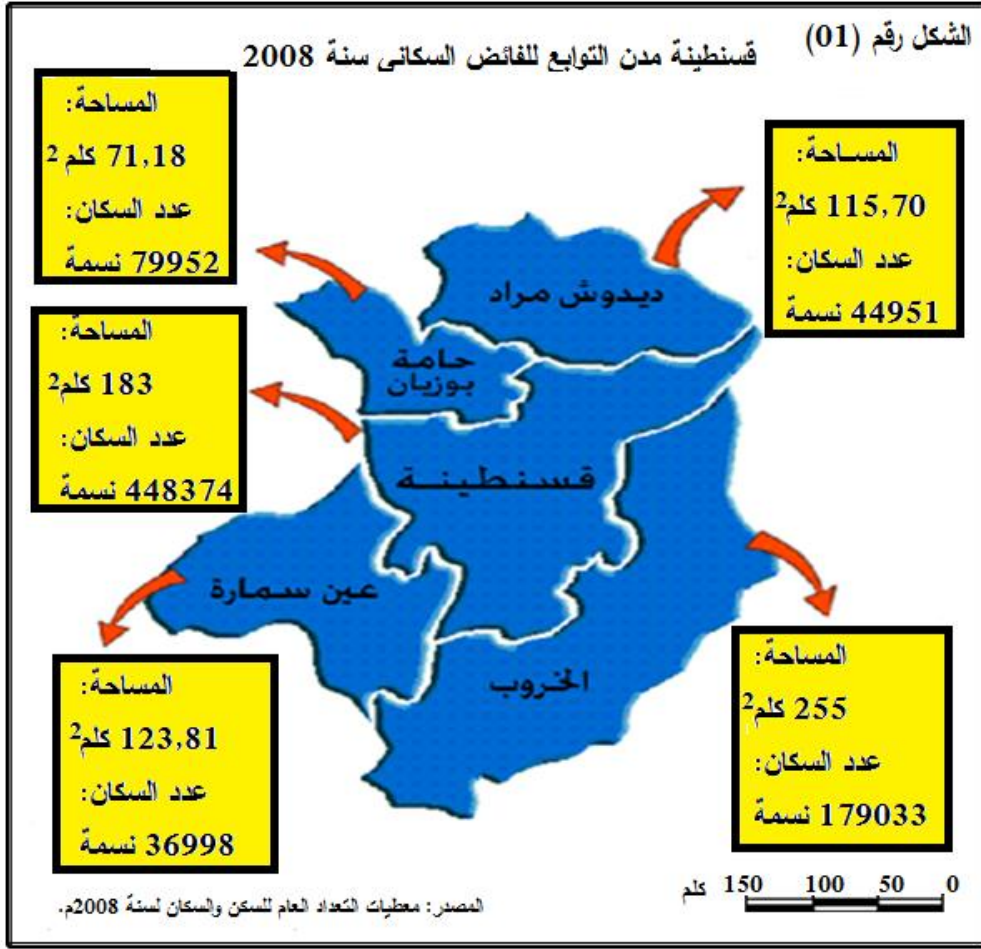 الشكل رقم (01)
قسنطينة مدن التوابع للفائض السكاني سنة 2008
المساحة:
115,70 كلم²
عدد السكان:
44951 نسمة
المساحة:
71,18 كلم²
عدد السكان:
79952 نسمة
المساحة:
183 كلم²
عدد السكان:
448374 نسمة
ديدوش مراد
حامة
بوزيان
قسنطينة
عين سمارة
الخروب
المساحة:
255 كلم²
عدد السكان:
179033 نسمة
المساحة:
123,81 كلم²
عدد السكان:
36998 نسمة
0 50 100 150 كلم
المصدر: معطيات التعداد العام للسكن والسكان لسنة 2008م.